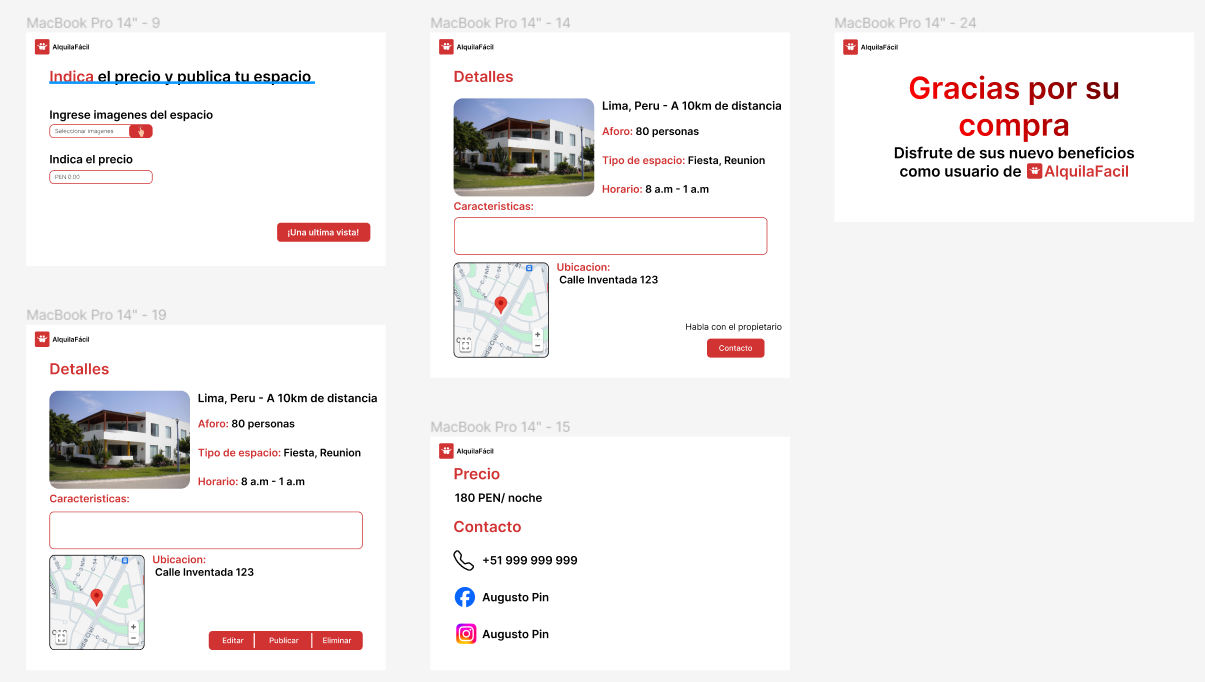 MacBook Pro 14" - 9
AlquilaFácil
Indica el precio y publica tu espacio
Ingrese imagenes del espacio
Seleccionar imagenes
Indica el precio
PEN 0.00
¡Una ultima vista!
MacBook Pro 14" - 19
AlquilaFácil
Detalles
Lima, Peru - A 10km de distancia
Aforo: 80 personas
Tipo de espacio: Fiesta, Reunion
Horario: 8 a.m - 1 a.m
Caracteristicas:
Ubicacion:
Calle Inventada 123
Editar
Publicar
Eliminar
MacBook Pro 14" - 14
AlquilaFácil
Detalles
Lima, Peru - A 10km de distancia
Aforo: 80 personas
Tipo de espacio: Fiesta, Reunion
Horario: 8 a.m - 1 a.m
Caracteristicas:
Ubicacion:
Calle Inventada 123
Habla con el propietario
Contacto
MacBook Pro 14" - 15
AlquilaFácil
Precio
180 PEN/ noche
Contacto
+51 999 999 999
Augusto Pin
Augusto Pin
MacBook Pro 14" - 24
AlquilaFácil
Gracias por su
compra
Disfrute de sus nuevo beneficios
como usuario de AlquilaFacil